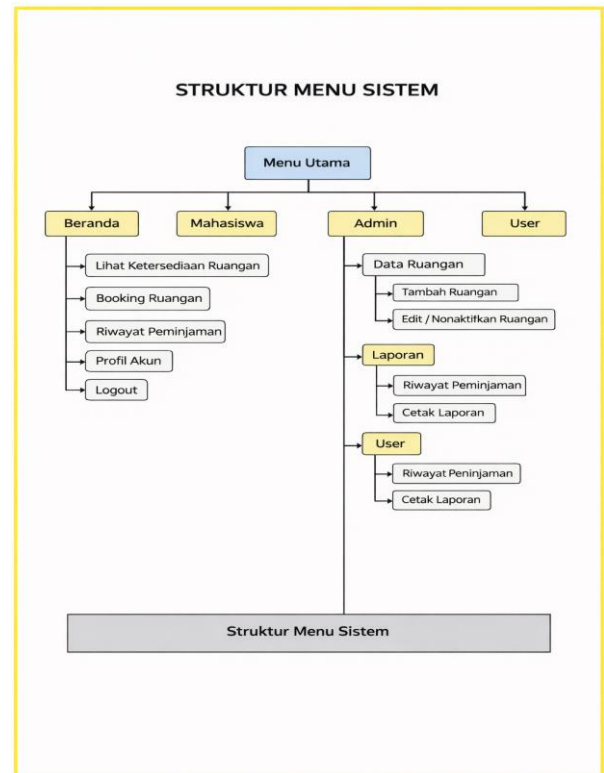 STRUKTUR MENU SISTEM
Menu Utama
Beranda
Mahasiswa
Admin
User
Lihat Ketersediaan Ruangan
Booking Ruangan
Riwayat Peminjaman
Profil Akun
Logout
Data Ruangan
Tambah Ruangan
Edit / Nonaktifkan Ruangan
Laporan
Riwayat Peminjaman
Cetak Laporan
User
Riwayat Peninjaman
Cetak Laporan
Struktur Menu Sistem